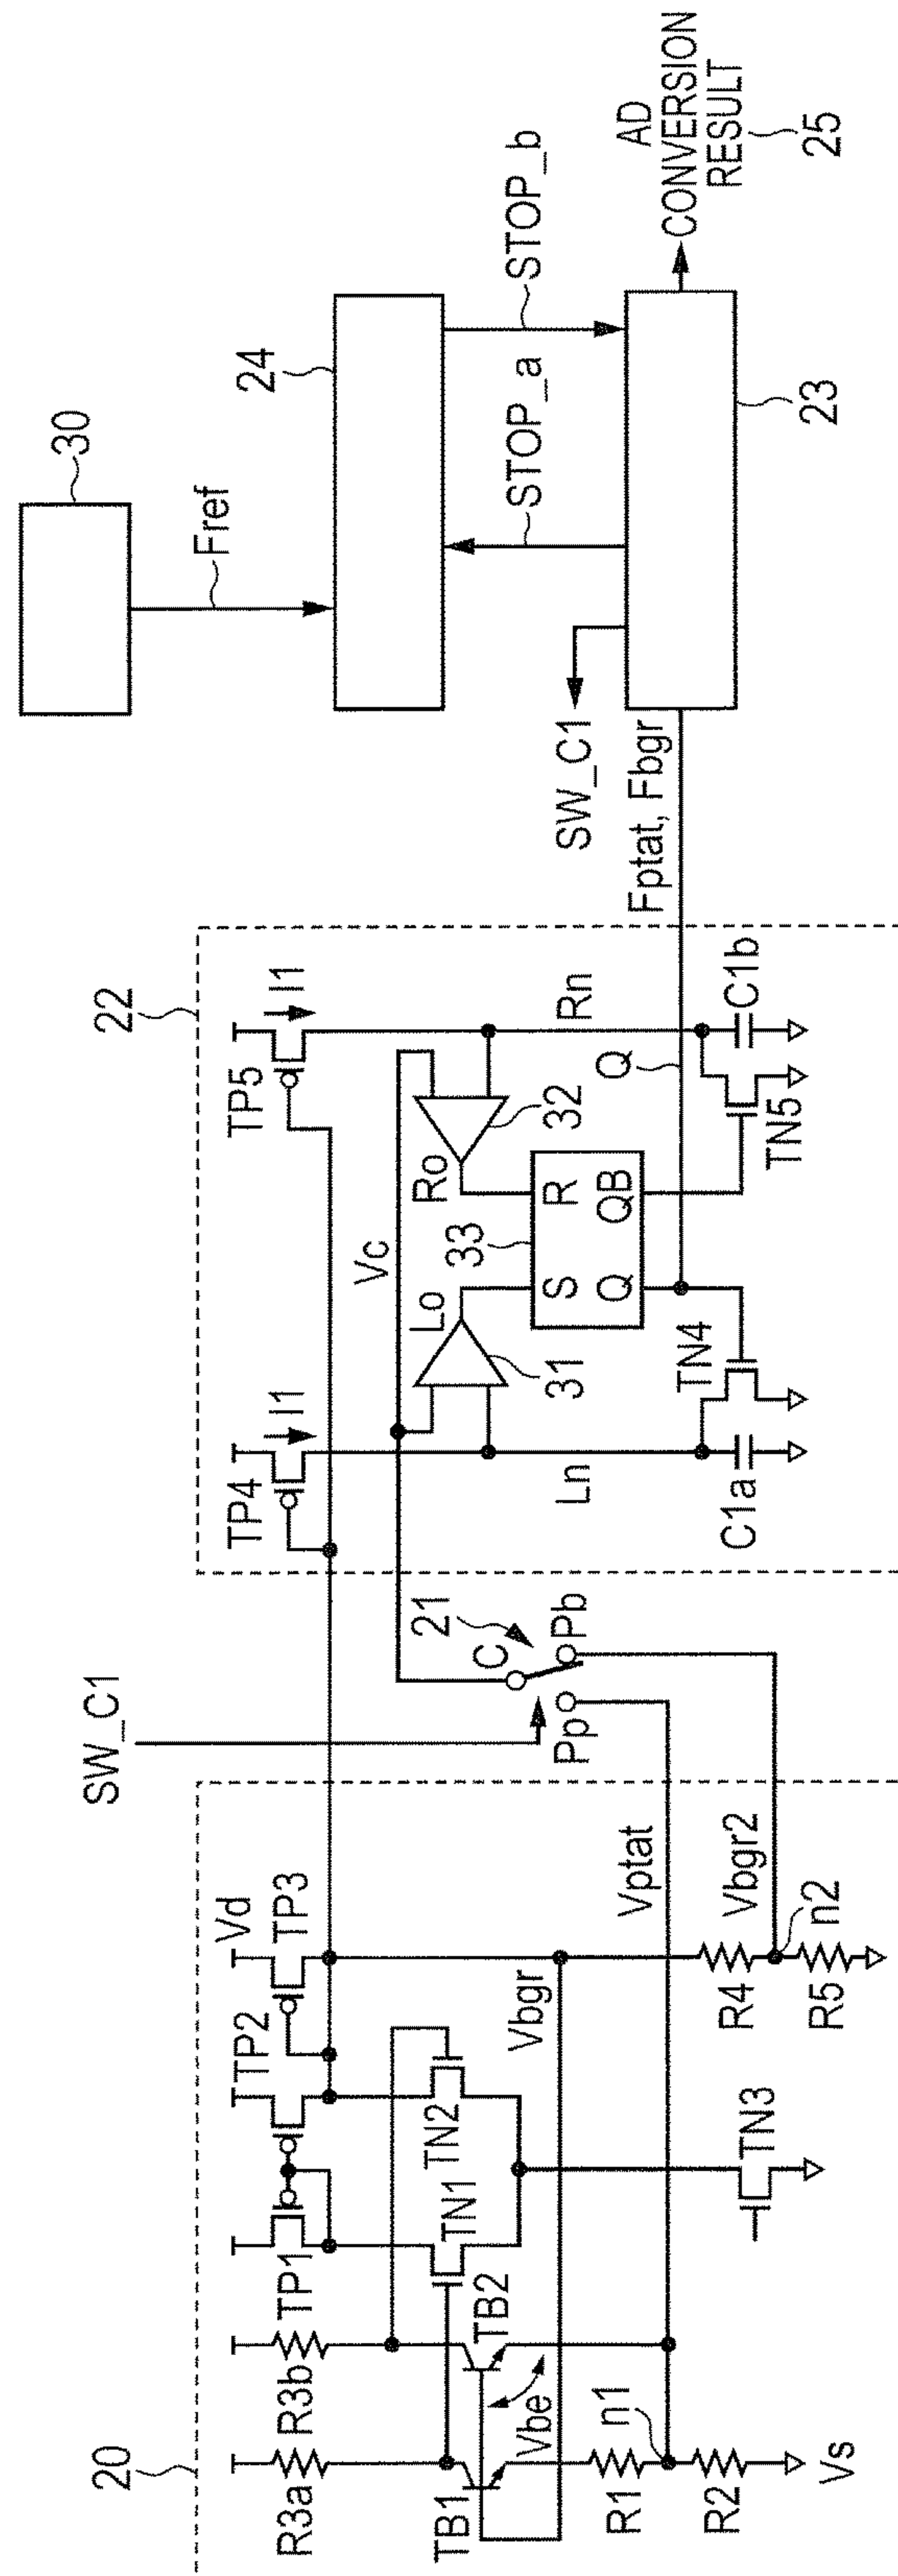 20
R3a
R3b
TP1
TP2
Vd
TP3
TB1
TB2
Vbe
TN1
TN2
Vbgr
R1
n1
R2
Vs
TN3
Vptat
Vbgr2
R4
n2
R5
SW_C1
21
C
Pp
Pb
22
TP4
I1
TP5
I1
Vc
Lo
Ro
31
32
33
S
R
Q
QB
Ln
Rn
Q
TN4
TN5
C1a
C1b
Fptat, Fbgr
SW_C1
30
Fref
24
STOP_a
STOP_b
23
AD
CONVERSION
RESULT
25